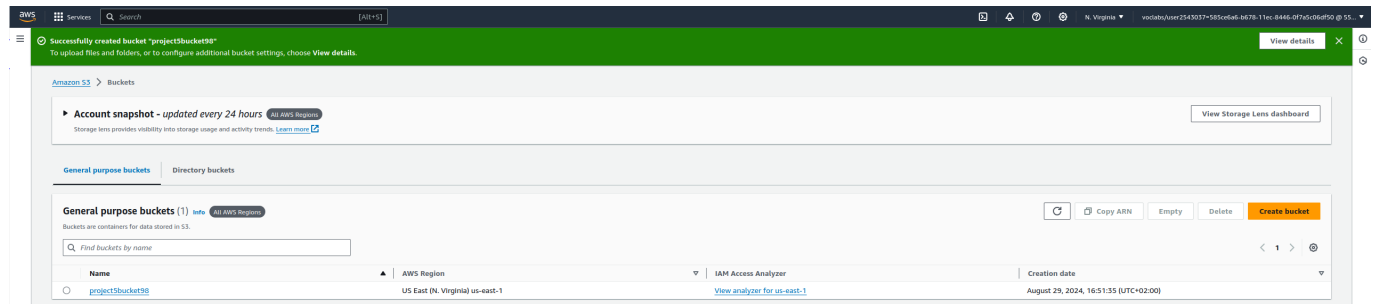 aws Services Search [Alt+S] N. Virginia voclabs/user2543037=585ce6a6-b678-11ec-8446-0f7a5c06df50 @ 55...
Successfully created bucket "project5bucket98" View details
To upload files and folders, or to configure additional bucket settings, choose View details.
Amazon S3 > Buckets
Account snapshot - updated every 24 hours All AWS Regions View Storage Lens dashboard
Storage lens provides visibility into storage usage and activity trends. Learn more
General purpose buckets Directory buckets
General purpose buckets (1) Info All AWS Regions Copy ARN Empty Delete Create bucket
Buckets are containers for data stored in S3.
Find buckets by name < 1 >
Name AWS Region IAM Access Analyzer Creation date
project5bucket98 US East (N. Virginia) us-east-1 View analyzer for us-east-1 August 29, 2024, 16:51:35 (UTC+02:00)